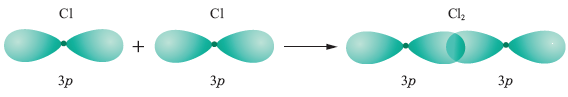 Cl Cl Cl₂
+
3p 3p 3p 3p